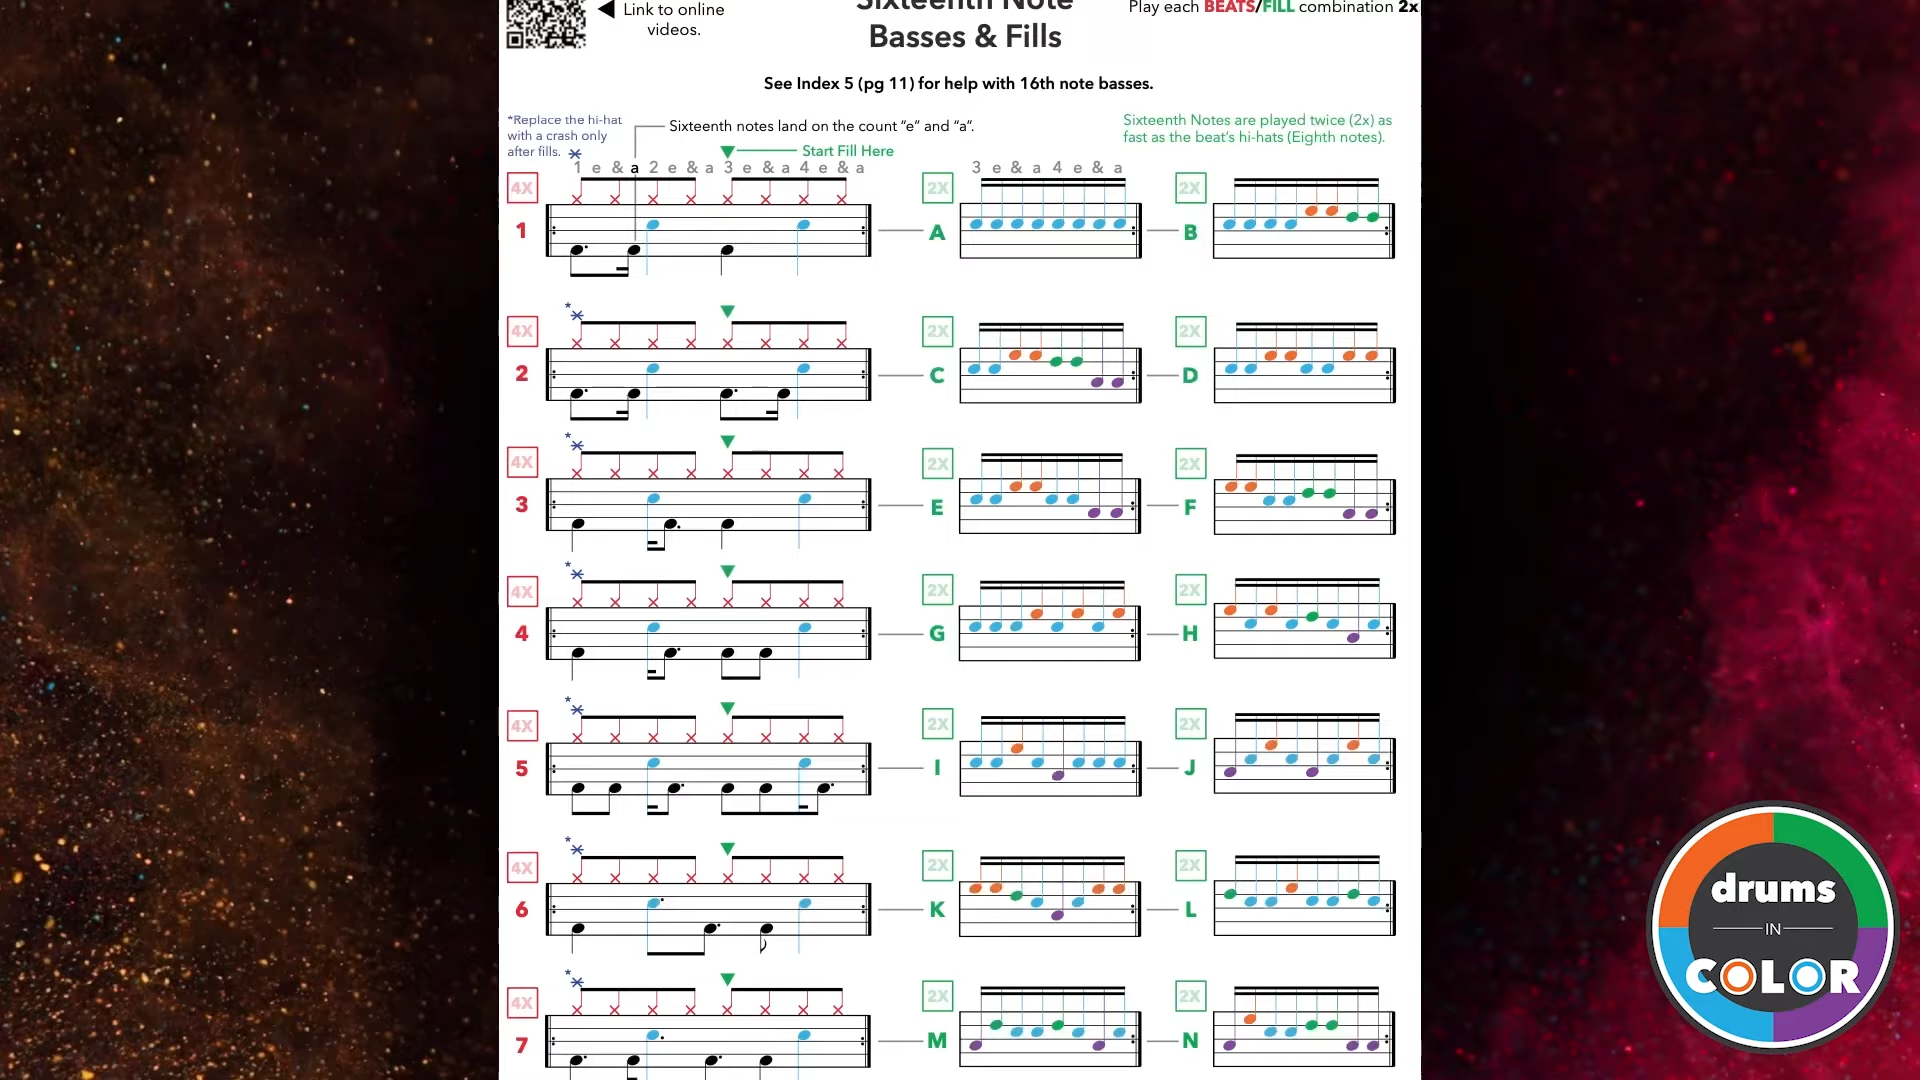 Sixteenth Note
Basses & Fills
Link to online
videos.
Play each BEATS/FILL combination 2x
See Index 5 (pg 11) for help with 16th note basses.
*Replace the hi-hat
with a crash only
after fills.
Sixteenth notes land on the count “e” and “a”.
Start Fill Here
Sixteenth Notes are played twice (2x) as
fast as the beat's hi-hats (Eighth notes).
1 e & a 2 e & a 3 e & a 4 e & a
3 e & a 4 e & a
4X 2X 2X
1 A B
* 4X 2X 2X
2 C D
* 4X 2X 2X
3 E F
* 4X 2X 2X
4 G H
* 4X 2X 2X
5 I J
* 4X 2X 2X
6 K L
* 4X 2X 2X
7 M N
drums
IN
COLOR